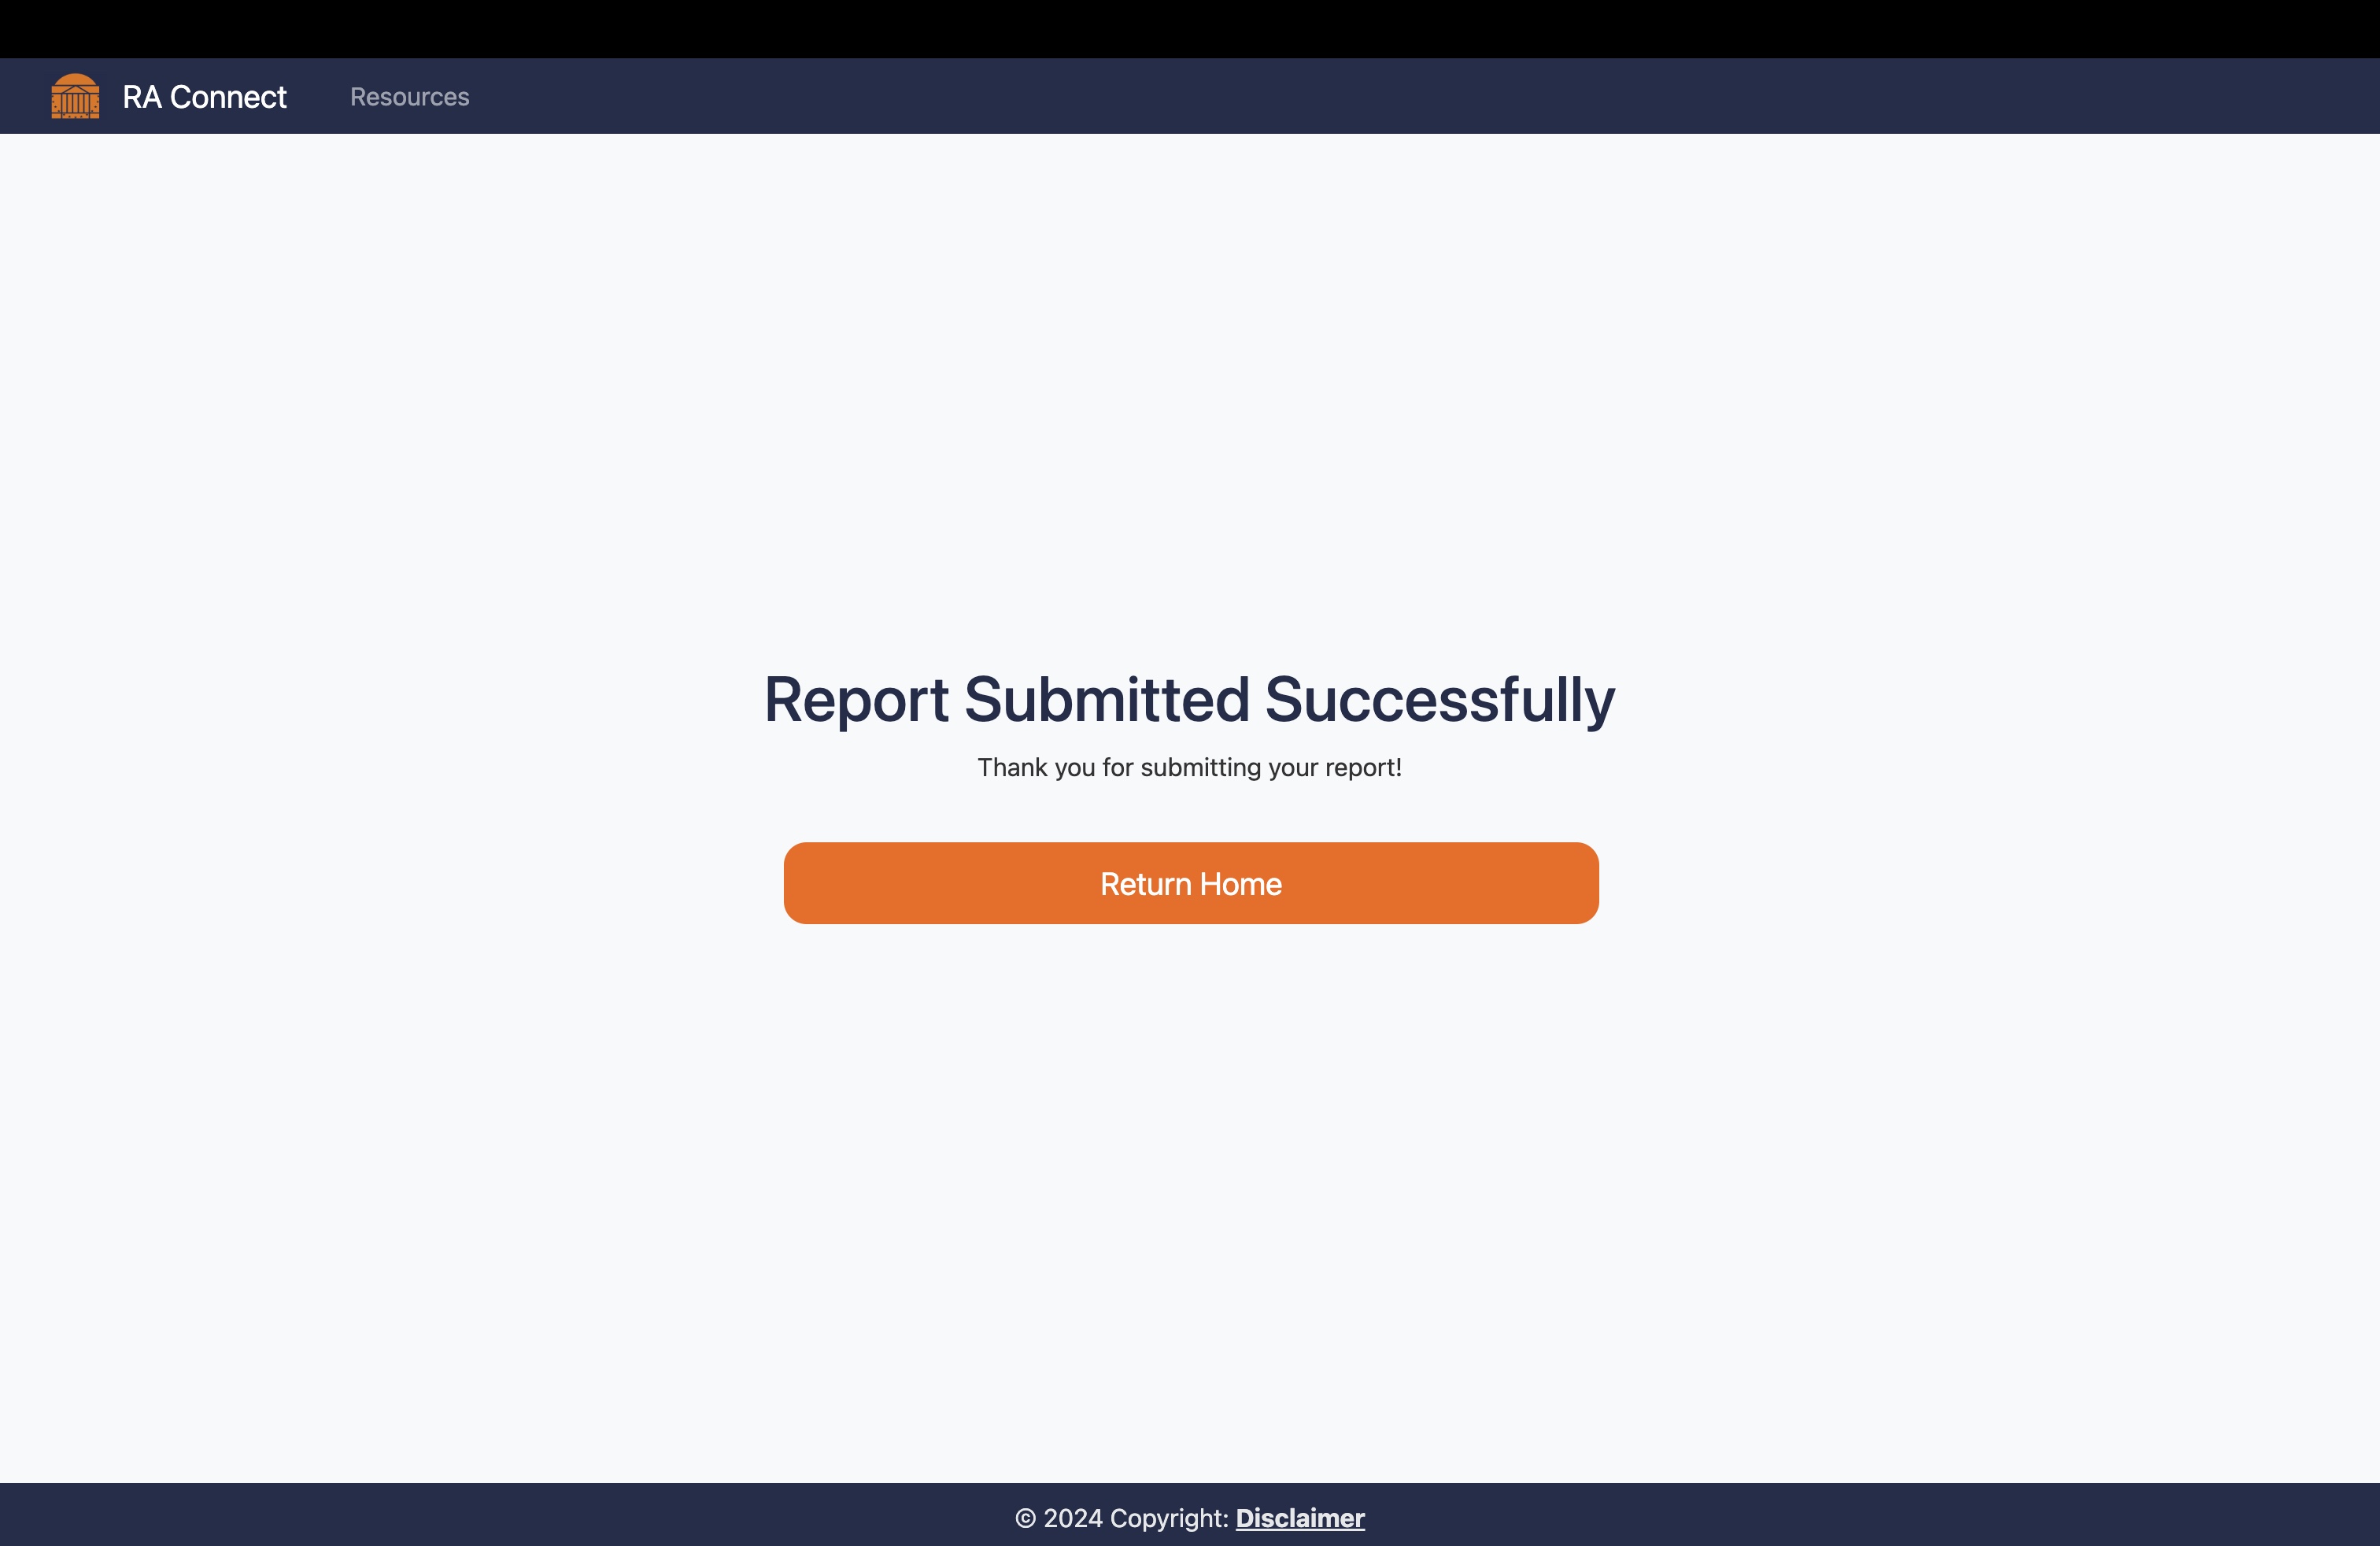 RA Connect
Resources
Report Submitted Successfully
Thank you for submitting your report!
Return Home
© 2024 Copyright: Disclaimer